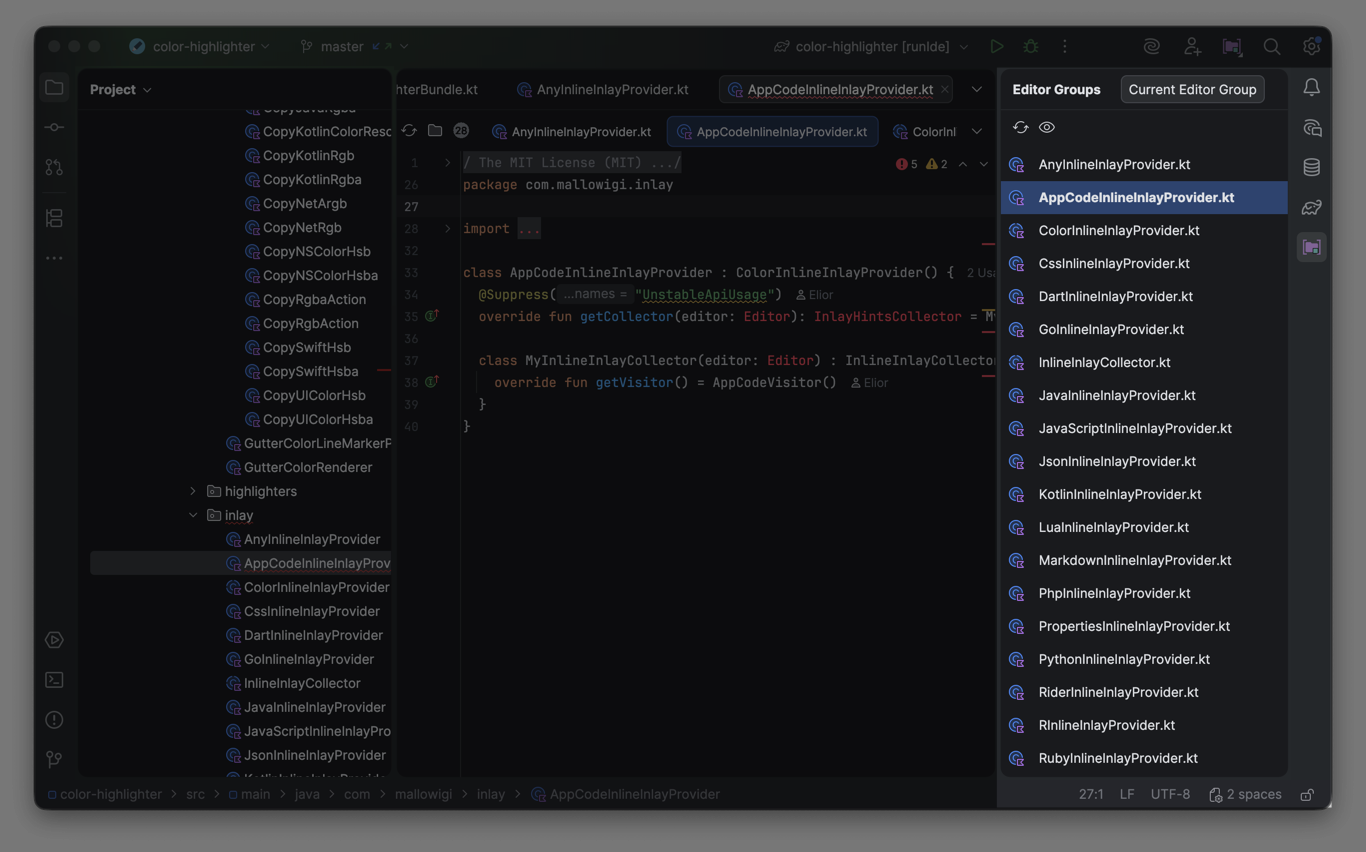 color-highlighter
master
color-highlighter [runIde]
Project
CopyKotlinColorReso
CopyKotlinRgb
CopyKotlinRgba
CopyNetArgb
CopyNetRgb
CopyNSColorHsb
CopyNSColorHsba
CopyRgbaAction
CopyRgbAction
CopySwiftHsb
CopySwiftHsba
CopyUIColorHsb
CopyUIColorHsba
GutterColorLineMarkerP
GutterColorRenderer
highlighters
inlay
AnyInlineInlayProvider
AppCodeInlineInlayProv
ColorInlineInlayProvider
CssInlineInlayProvider
DartInlineInlayProvider
GoInlineInlayProvider
InlineInlayCollector
JavaInlineInlayProvider
JavaScriptInlineInlayPro
JsonInlineInlayProvider
hterBundle.kt
AnyInlineInlayProvider.kt
AppCodeInlineInlayProvider.kt
28
AnyInlineInlayProvider.kt
AppCodeInlineInlayProvider.kt
ColorInl
1 / The MIT License (MIT) .../
5 2
26 package com.mallowigi.inlay
27
28 import ...
32
33 class AppCodeInlineInlayProvider : ColorInlineInlayProvider() { 2 Usa
34 @Suppress( ...names = "UnstableApiUsage") Elior
35 override fun getCollector(editor: Editor): InlayHintsCollector = M
36
37 class MyInlineInlayCollector(editor: Editor) : InlineInlayCollecto
38 override fun getVisitor() = AppCodeVisitor() Elior
39 }
40 }
Editor Groups
Current Editor Group
AnyInlineInlayProvider.kt
AppCodeInlineInlayProvider.kt
ColorInlineInlayProvider.kt
CssInlineInlayProvider.kt
DartInlineInlayProvider.kt
GoInlineInlayProvider.kt
InlineInlayCollector.kt
JavaInlineInlayProvider.kt
JavaScriptInlineInlayProvider.kt
JsonInlineInlayProvider.kt
KotlinInlineInlayProvider.kt
LuaInlineInlayProvider.kt
MarkdownInlineInlayProvider.kt
PhpInlineInlayProvider.kt
PropertiesInlineInlayProvider.kt
PythonInlineInlayProvider.kt
RiderInlineInlayProvider.kt
RInlineInlayProvider.kt
RubyInlineInlayProvider.kt
color-highlighter > src > main > java > com > mallowigi > inlay > AppCodeInlineInlayProvider
27:1 LF UTF-8 2 spaces